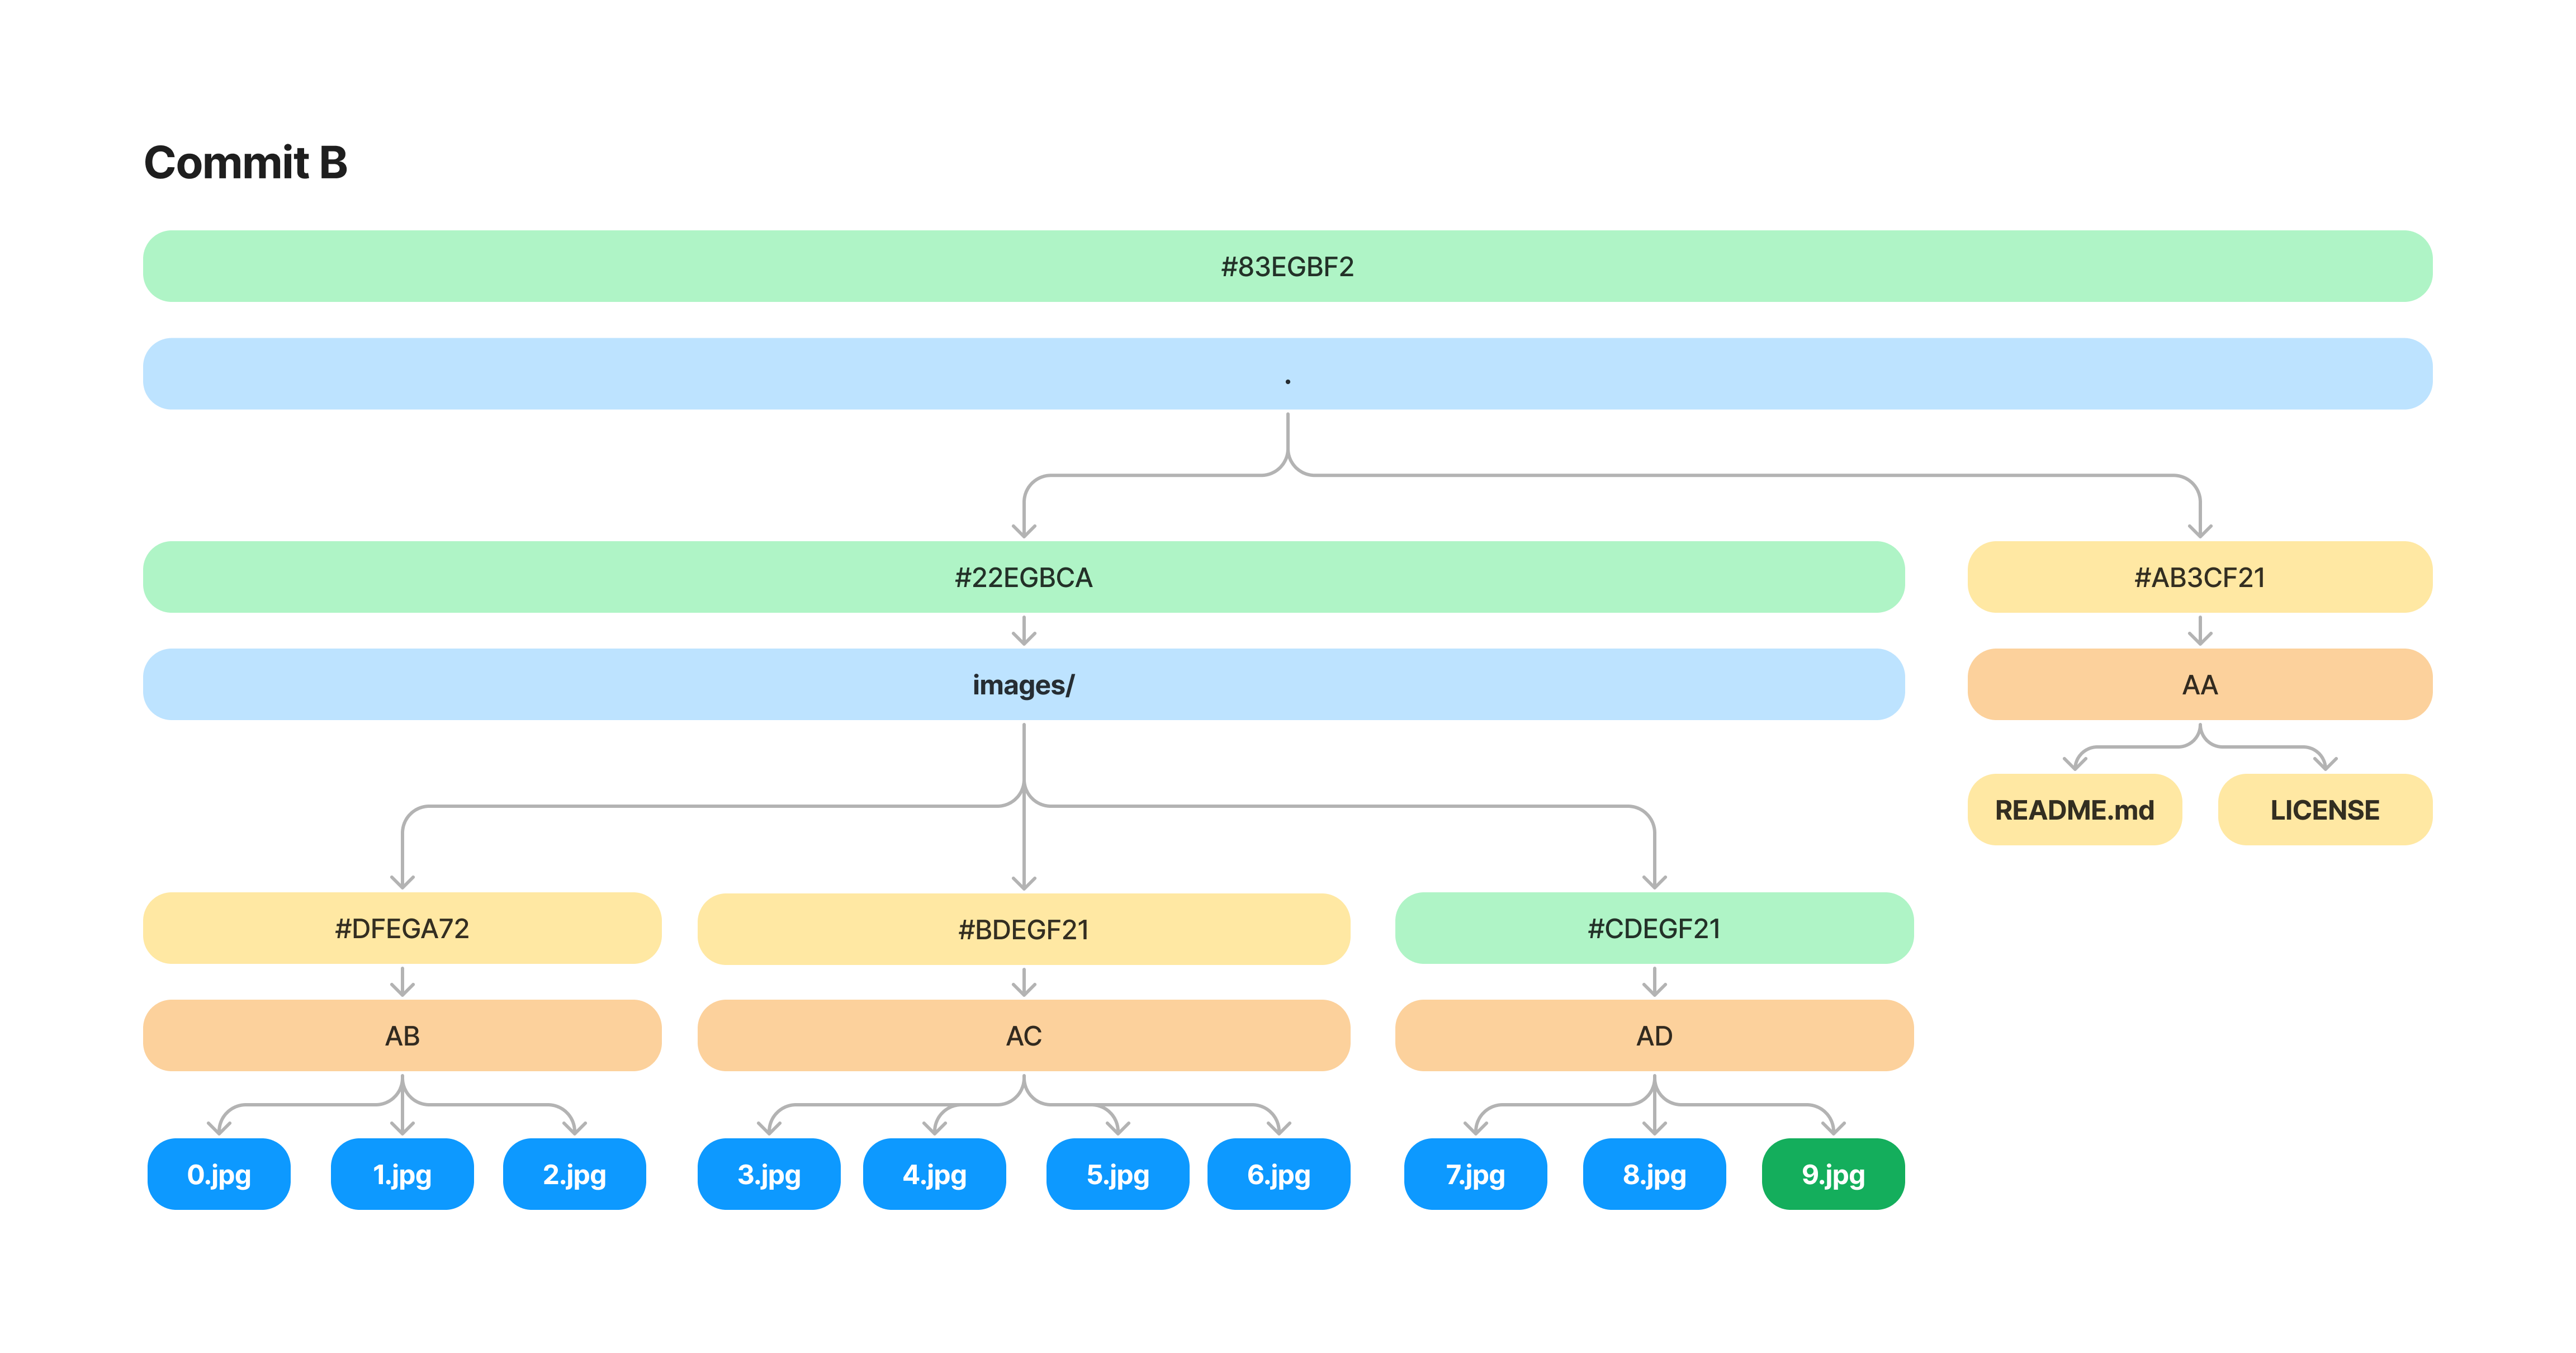 Commit B
#83EGBF2
.
#22EGBCA
#AB3CF21
images/
AA
README.md
LICENSE
#DFEGA72
#BDEGF21
#CDEGF21
AB
AC
AD
0.jpg
1.jpg
2.jpg
3.jpg
4.jpg
5.jpg
6.jpg
7.jpg
8.jpg
9.jpg